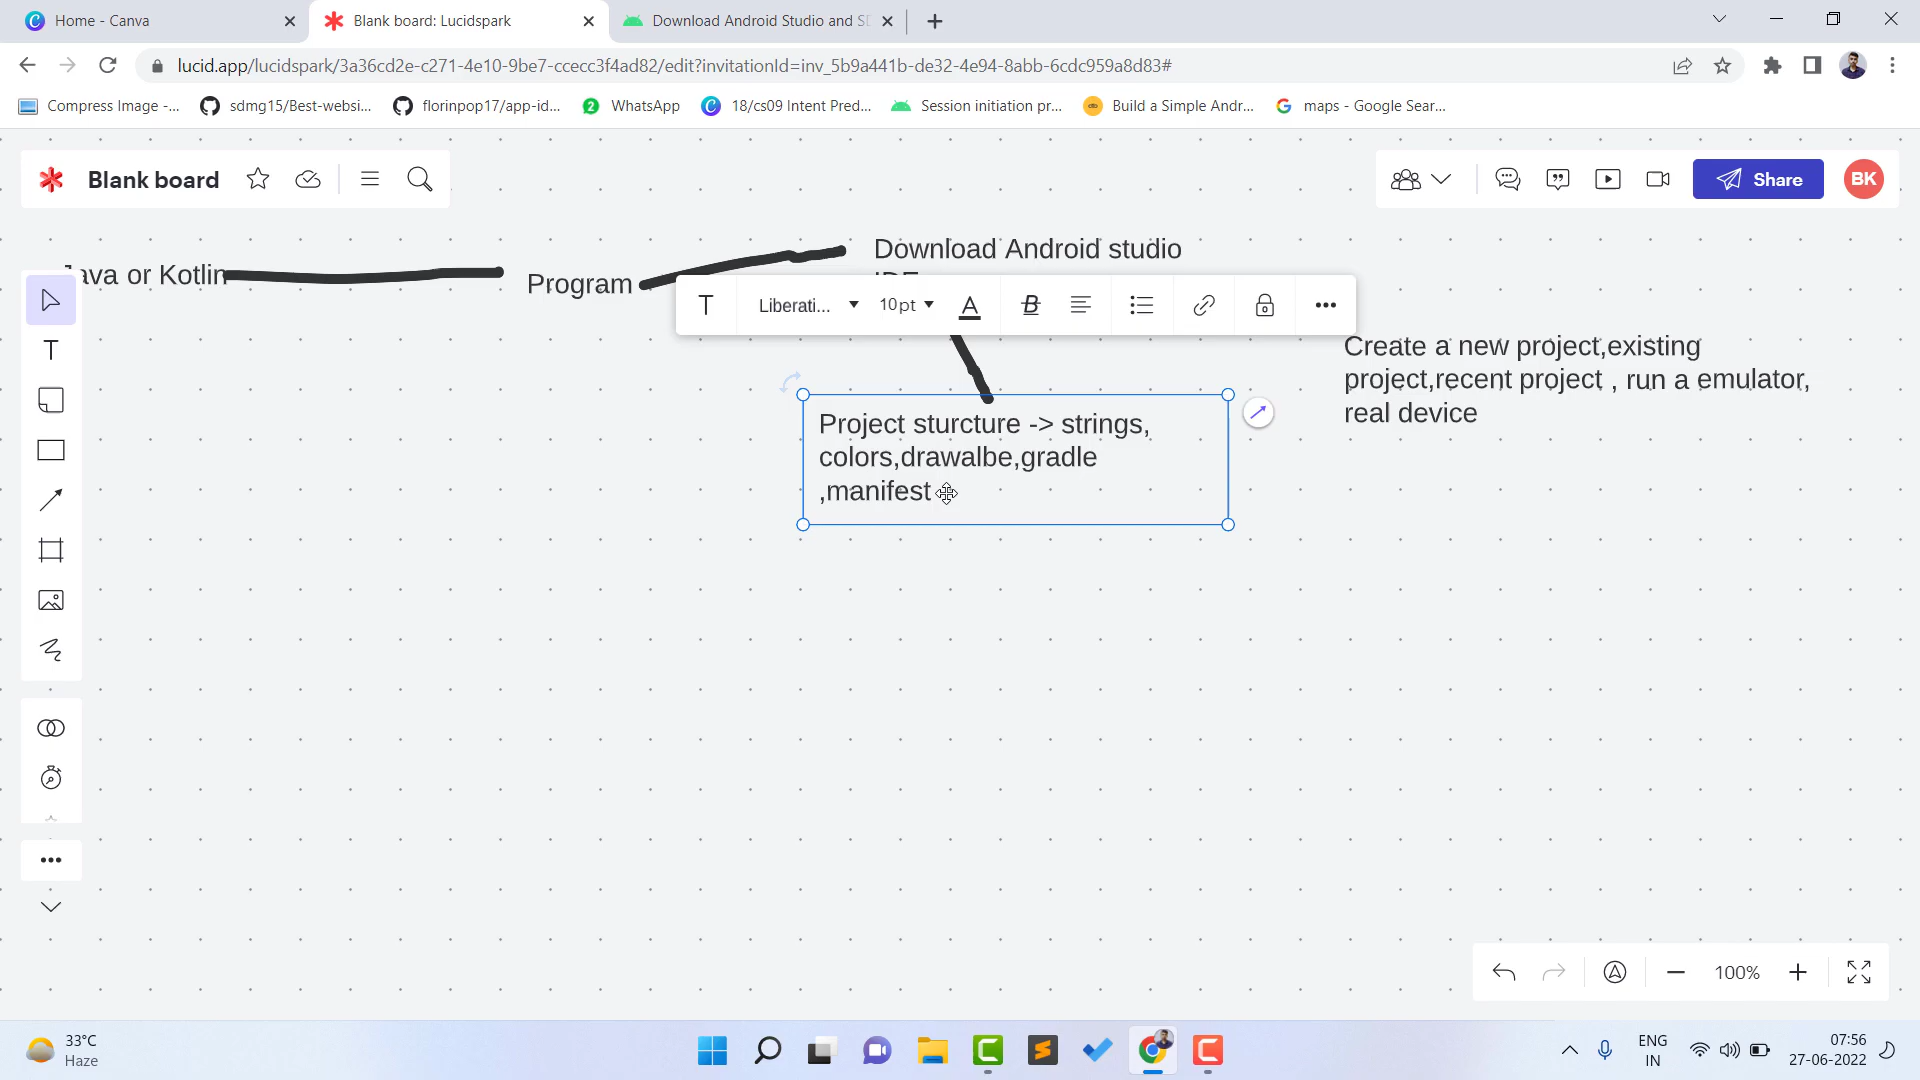 Home - Canva
Blank board: Lucidspark
Download Android Studio and S
lucid.app/lucidspark/3a36cd2e-c271-4e10-9be7-ccecc3f4ad82/edit?invitationId=inv_5b9a441b-de32-4e94-8abb-6cdc959a8d83#
Compress Image -...
sdmg15/Best-websi...
florinpop17/app-id...
WhatsApp
18/cs09 Intent Pred...
Session initiation pr...
Build a Simple Andr...
maps - Google Sear...
Blank board
Share
BK
Java or Kotlin
Program
Download Android studio
IDE
Liberati...
10pt
Create a new project,existing
project,recent project , run a emulator,
real device
Project sturcture -> strings,
colors,drawalbe,gradle
,manifest
100%
33°C
Haze
ENG
IN
07:56
27-06-2022